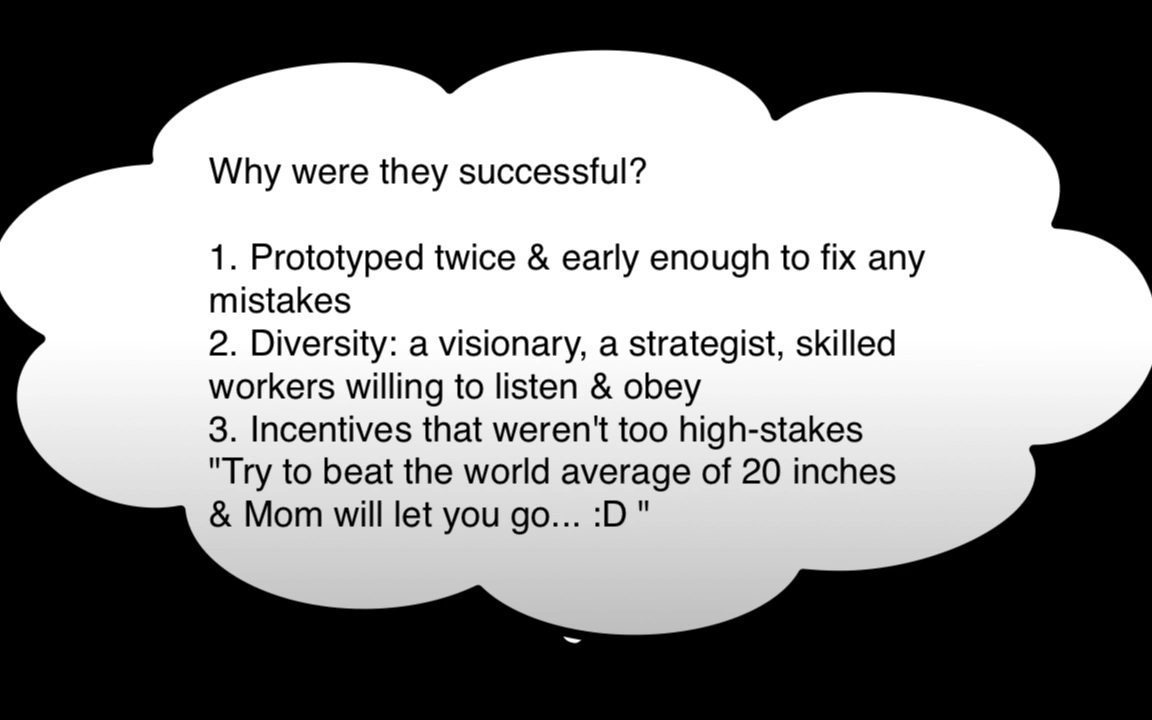 Why were they successful?
1. Prototyped twice & early enough to fix any
mistakes
2. Diversity: a visionary, a strategist, skilled
workers willing to listen & obey
3. Incentives that weren't too high-stakes
"Try to beat the world average of 20 inches
& Mom will let you go... :D "